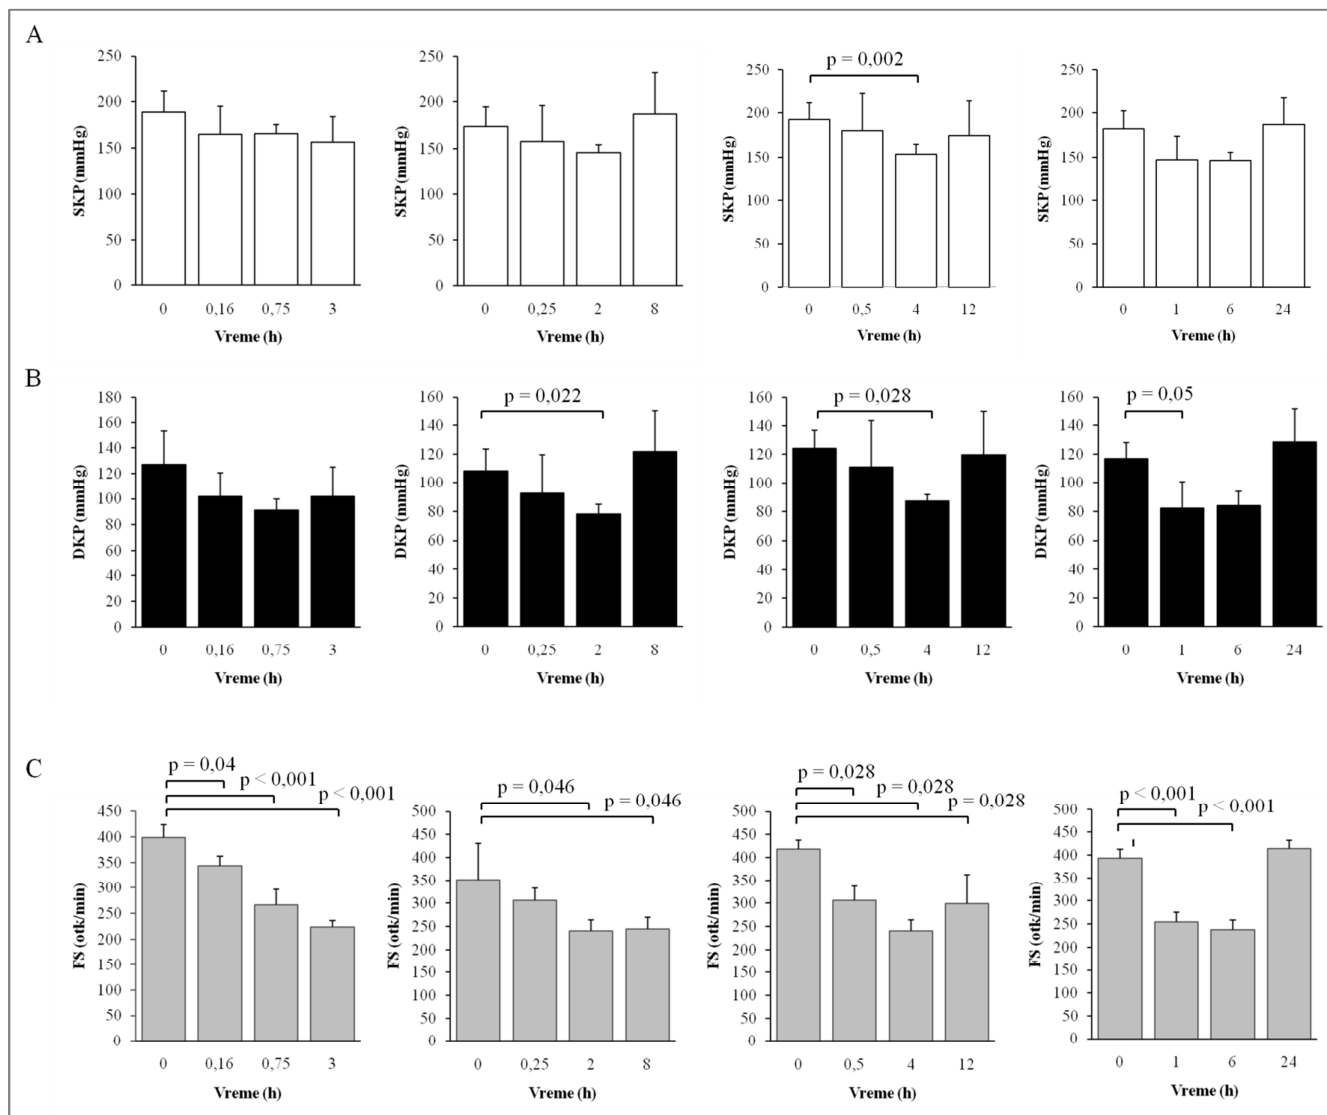 A
SKP (mmHg)
250
200
150
100
50
0
0 0,16 0,75 3
Vreme (h)
SKP (mmHg)
250
200
150
100
50
0
0 0,25 2 8
Vreme (h)
p = 0,002
SKP (mmHg)
250
200
150
100
50
0
0 0,5 4 12
Vreme (h)
SKP (mmHg)
250
200
150
100
50
0
0 1 6 24
Vreme (h)
B
DKP (mmHg)
180
160
140
120
100
80
60
40
20
0
0 0,16 0,75 3
Vreme (h)
p = 0,022
DKP (mmHg)
160
140
120
100
80
60
40
20
0
0 0,25 2 8
Vreme (h)
p = 0,028
DKP (mmHg)
160
140
120
100
80
60
40
20
0
0 0,5 4 12
Vreme (h)
p = 0,05
DKP (mmHg)
160
140
120
100
80
60
40
20
0
0 1 6 24
Vreme (h)
C
p = 0,04
p < 0,001
p < 0,001
FS (otk/min)
450
400
350
300
250
200
150
100
50
0
0 0,16 0,75 3
Vreme (h)
p = 0,046
p = 0,046
FS (otk/min)
500
450
400
350
300
250
200
150
100
50
0
0 0,25 2 8
Vreme (h)
p = 0,028
p = 0,028
p = 0,028
FS (otk/min)
500
450
400
350
300
250
200
150
100
50
0
0 0,5 4 12
Vreme (h)
p < 0,001
p < 0,001
FS (otk/min)
500
450
400
350
300
250
200
150
100
50
0
0 1 6 24
Vreme (h)